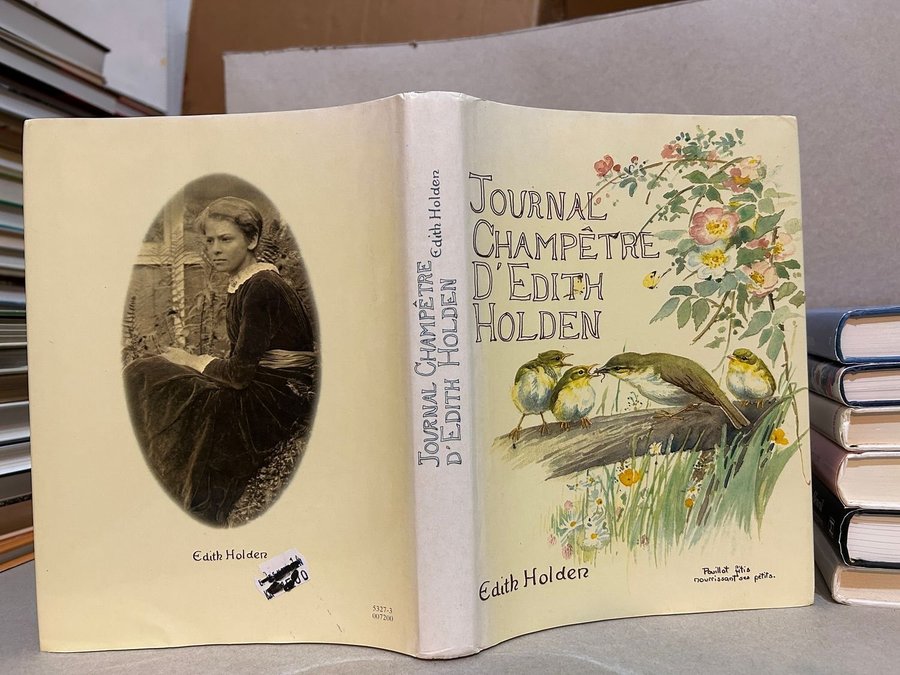 Edith Holden
5327-3
007200
Edith Holden
JOURNAL CHAMPÊTRE
D'EDITH HOLDEN
JOURNAL
CHAMPÊTRE
D'EDITH
HOLDEN
Edith Holden
Pouillot fitis
nourrissant ses petits.